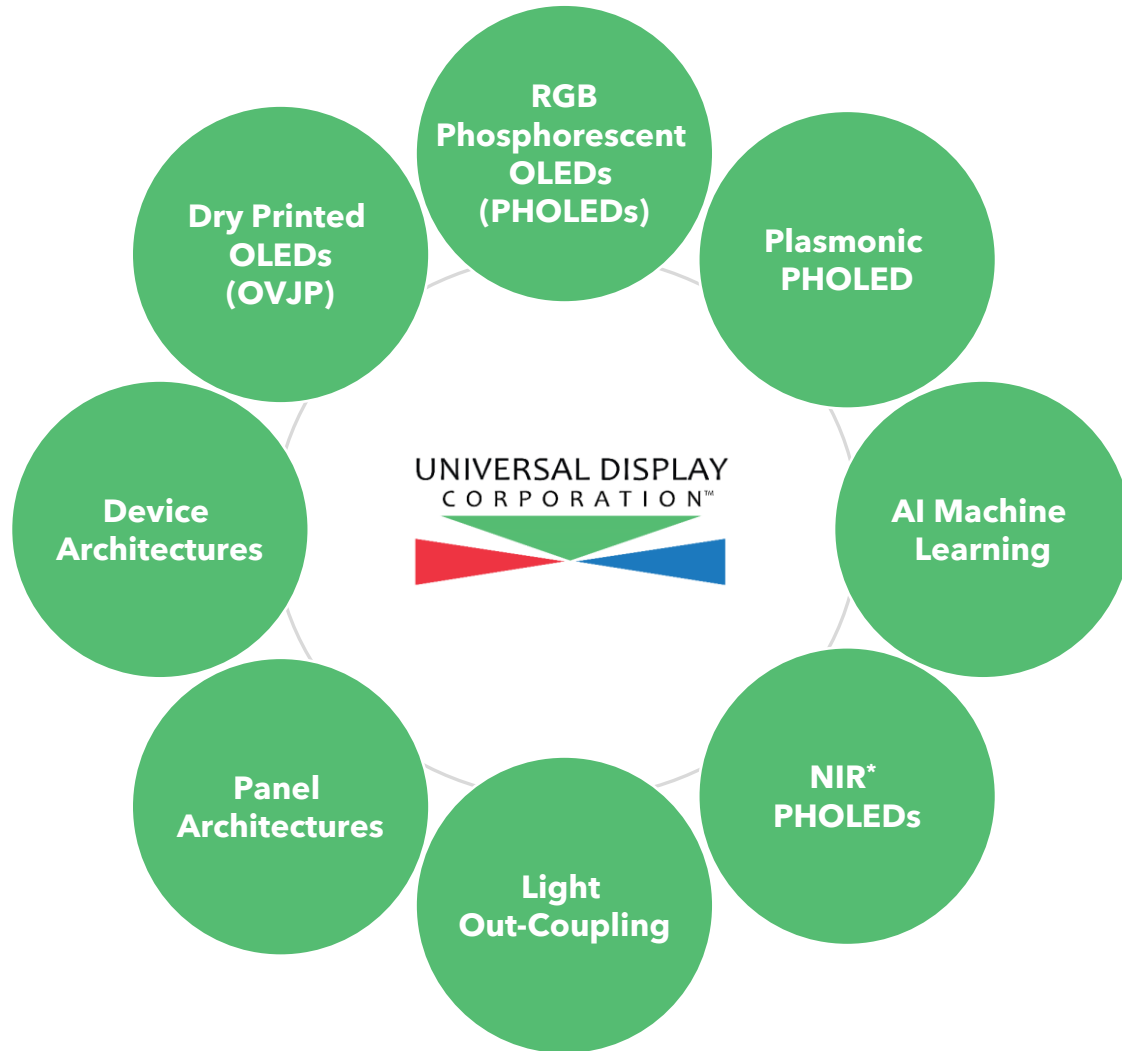 RGB
Phosphorescent
OLEDs
(PHOLEDs)
Dry Printed
OLEDs
(OVJP)
Plasmonic
PHOLED
UNIVERSAL DISPLAY
CORPORATION™
Device
Architectures
AI Machine
Learning
Panel
Architectures
NIR*
PHOLEDs
Light
Out-Coupling